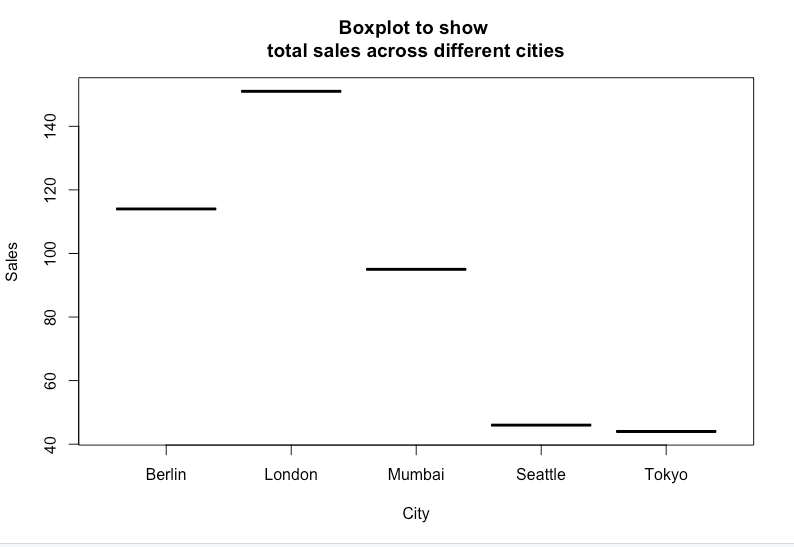 Boxplot to show
total sales across different cities
140
120
100
80
60
40
Sales
Berlin London Mumbai Seattle Tokyo
City